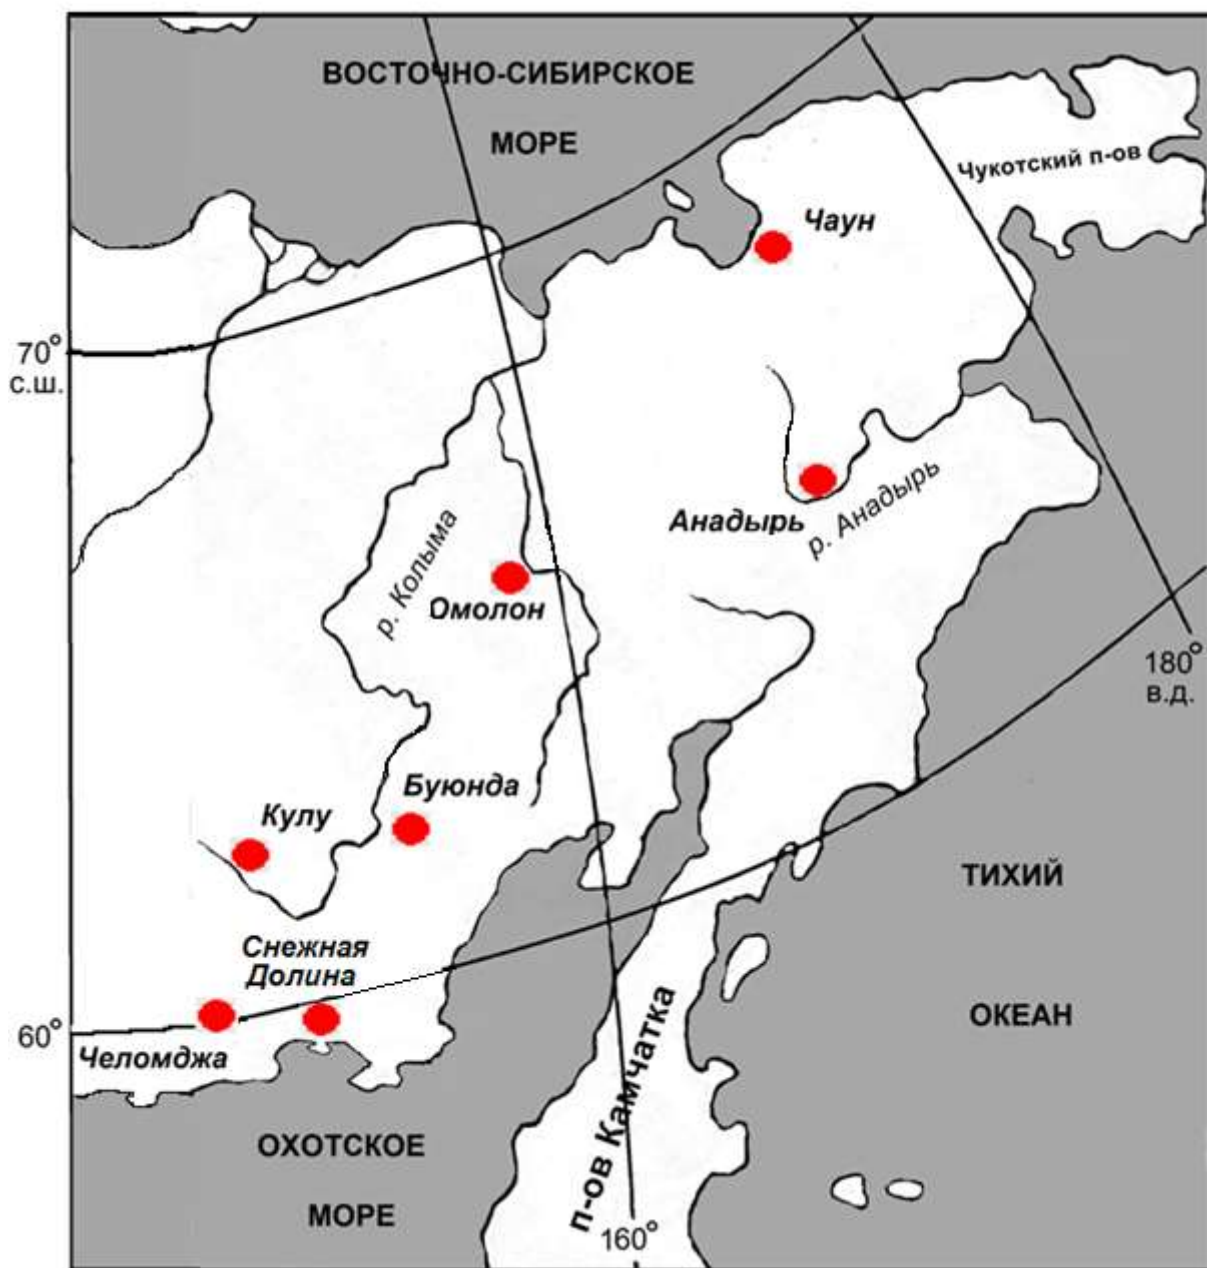 ВОСТОЧНО-СИБИРСКОЕ
МОРЕ
Чукотский п-ов
Чаун
70°
с.ш.
Анадырь
р. Анадырь
р. Колыма
Омолон
180°
в.д.
Буюнда
Кулу
ТИХИЙ
ОКЕАН
Снежная
Долина
60°
Челомджа
п-ов Камчатка
ОХОТСКОЕ
МОРЕ
160°